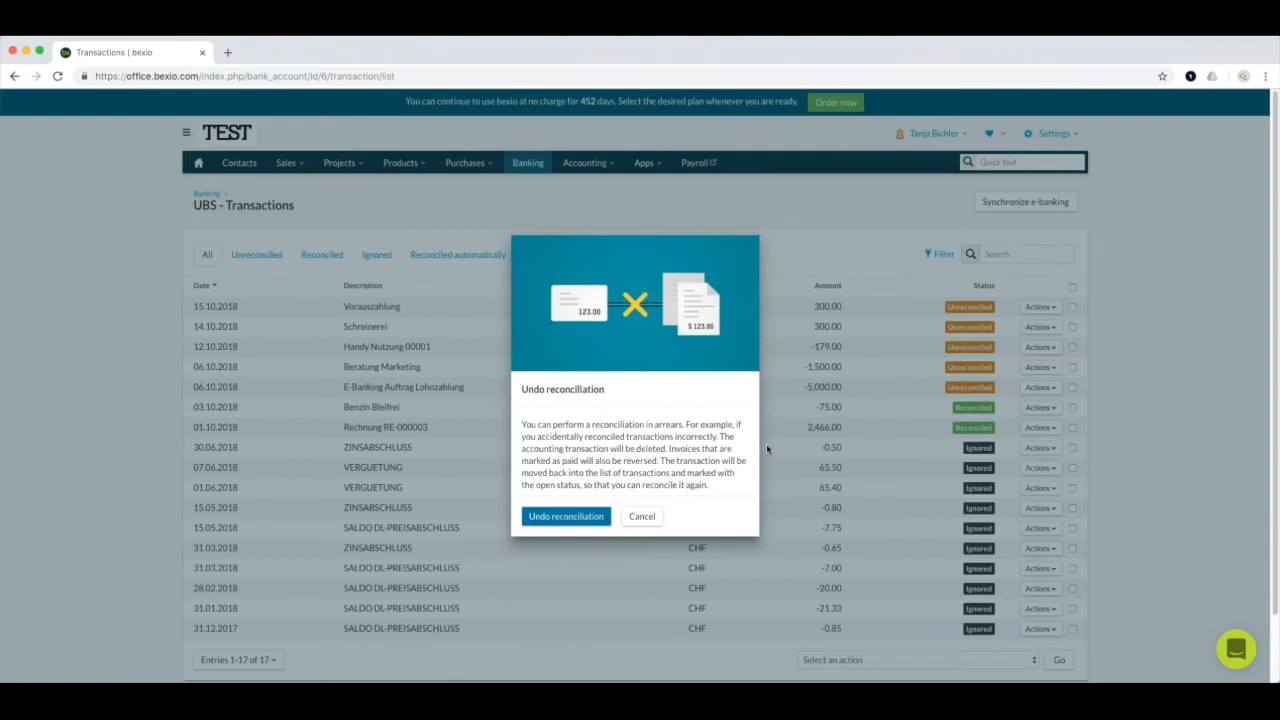 Transactions | bexio
https://office.bexio.com/index.php/bank_account/id/6/transaction/list
You can continue to use bexio at no charge for 452 days. Select the desired plan whenever you are ready. Order now
TEST Tanja Bichler Settings
Contacts Sales Projects Products Purchases Banking Accounting Apps Payroll Quick find
Banking
UBS - Transactions Synchronize e-banking
All Unreconciled Reconciled Ignored Reconciled automatically Filter Search
Date Description Amount Status
15.10.2018 Vorauszahlung 300.00 Unreconciled Actions
14.10.2018 Schreinerei 300.00 Unreconciled Actions
12.10.2018 Handy Nutzung 00001 -179.00 Unreconciled Actions
06.10.2018 Beratung Marketing -1,500.00 Unreconciled Actions
06.10.2018 E-Banking Auftrag Lohnzahlung -5,000.00 Unreconciled Actions
03.10.2018 Benzin Bleifrei -75.00 Reconciled Actions
01.10.2018 Rechnung RE-000003 2,466.00 Reconciled Actions
30.06.2018 ZINSABSCHLUSS -0.50 Ignored Actions
07.06.2018 VERGUETUNG 65.50 Ignored Actions
01.06.2018 VERGUETUNG 65.40 Ignored Actions
15.05.2018 ZINSABSCHLUSS -0.80 Ignored Actions
15.05.2018 SALDO DL-PREISABSCHLUSS -7.75 Ignored Actions
31.03.2018 ZINSABSCHLUSS CHF -0.65 Ignored Actions
31.03.2018 SALDO DL-PREISABSCHLUSS CHF -7.00 Ignored Actions
28.02.2018 SALDO DL-PREISABSCHLUSS CHF -20.00 Ignored Actions
31.01.2018 SALDO DL-PREISABSCHLUSS CHF -21.33 Ignored Actions
31.12.2017 SALDO DL-PREISABSCHLUSS CHF -0.85 Ignored Actions
Entries 1-17 of 17 Select an action Go
123.00
$ 123.00
Undo reconciliation
You can perform a reconciliation in arrears. For example, if
you accidentally reconciled transactions incorrectly. The
accounting transaction will be deleted. Invoices that are
marked as paid will also be reversed. The transaction will be
moved back into the list of transactions and marked with
the open status, so that you can reconcile it again.
Undo reconciliation Cancel